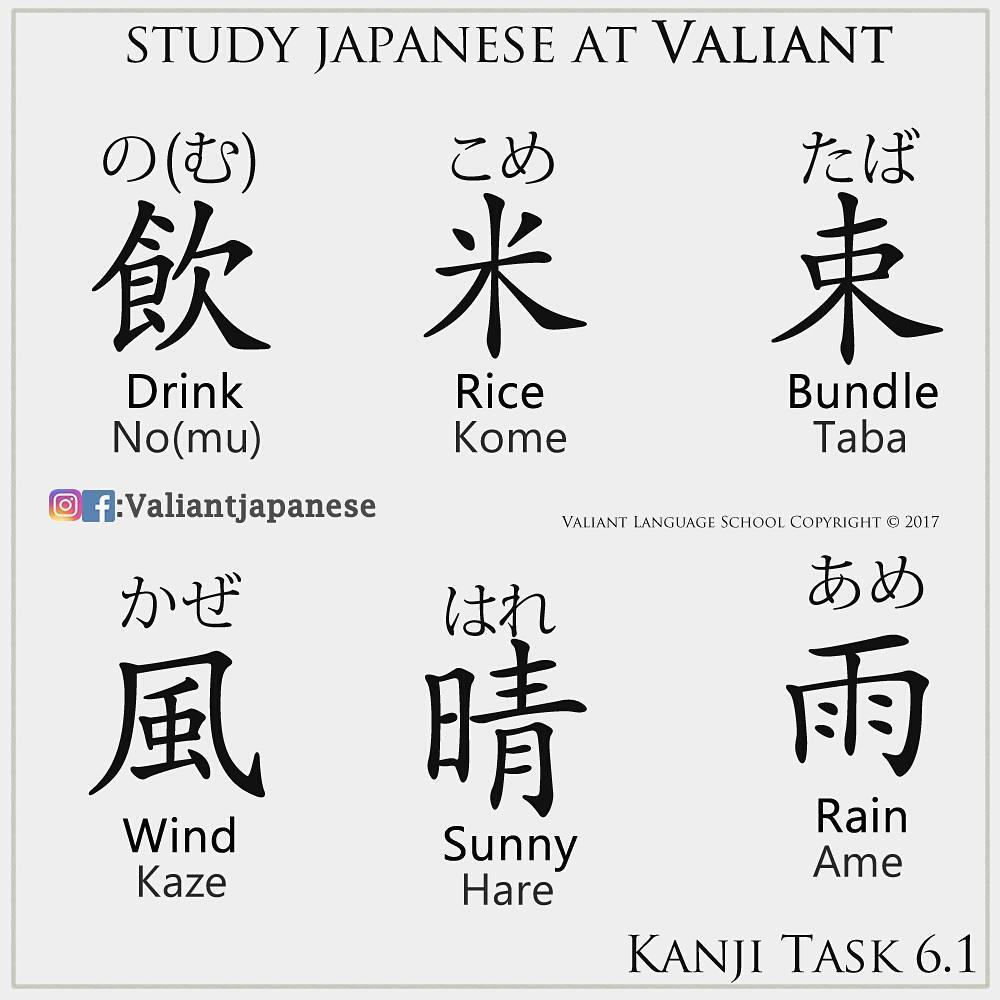 STUDY JAPANESE AT VALIANT
の(む) こめ たば
飲 米 束
Drink Rice Bundle
No(mu) Kome Taba
:Valiantjapanese
VALIANT LANGUAGE SCHOOL COPYRIGHT © 2017
かぜ はれ あめ
風 晴 雨
Wind Sunny Rain
Kaze Hare Ame
KANJI TASK 6.1